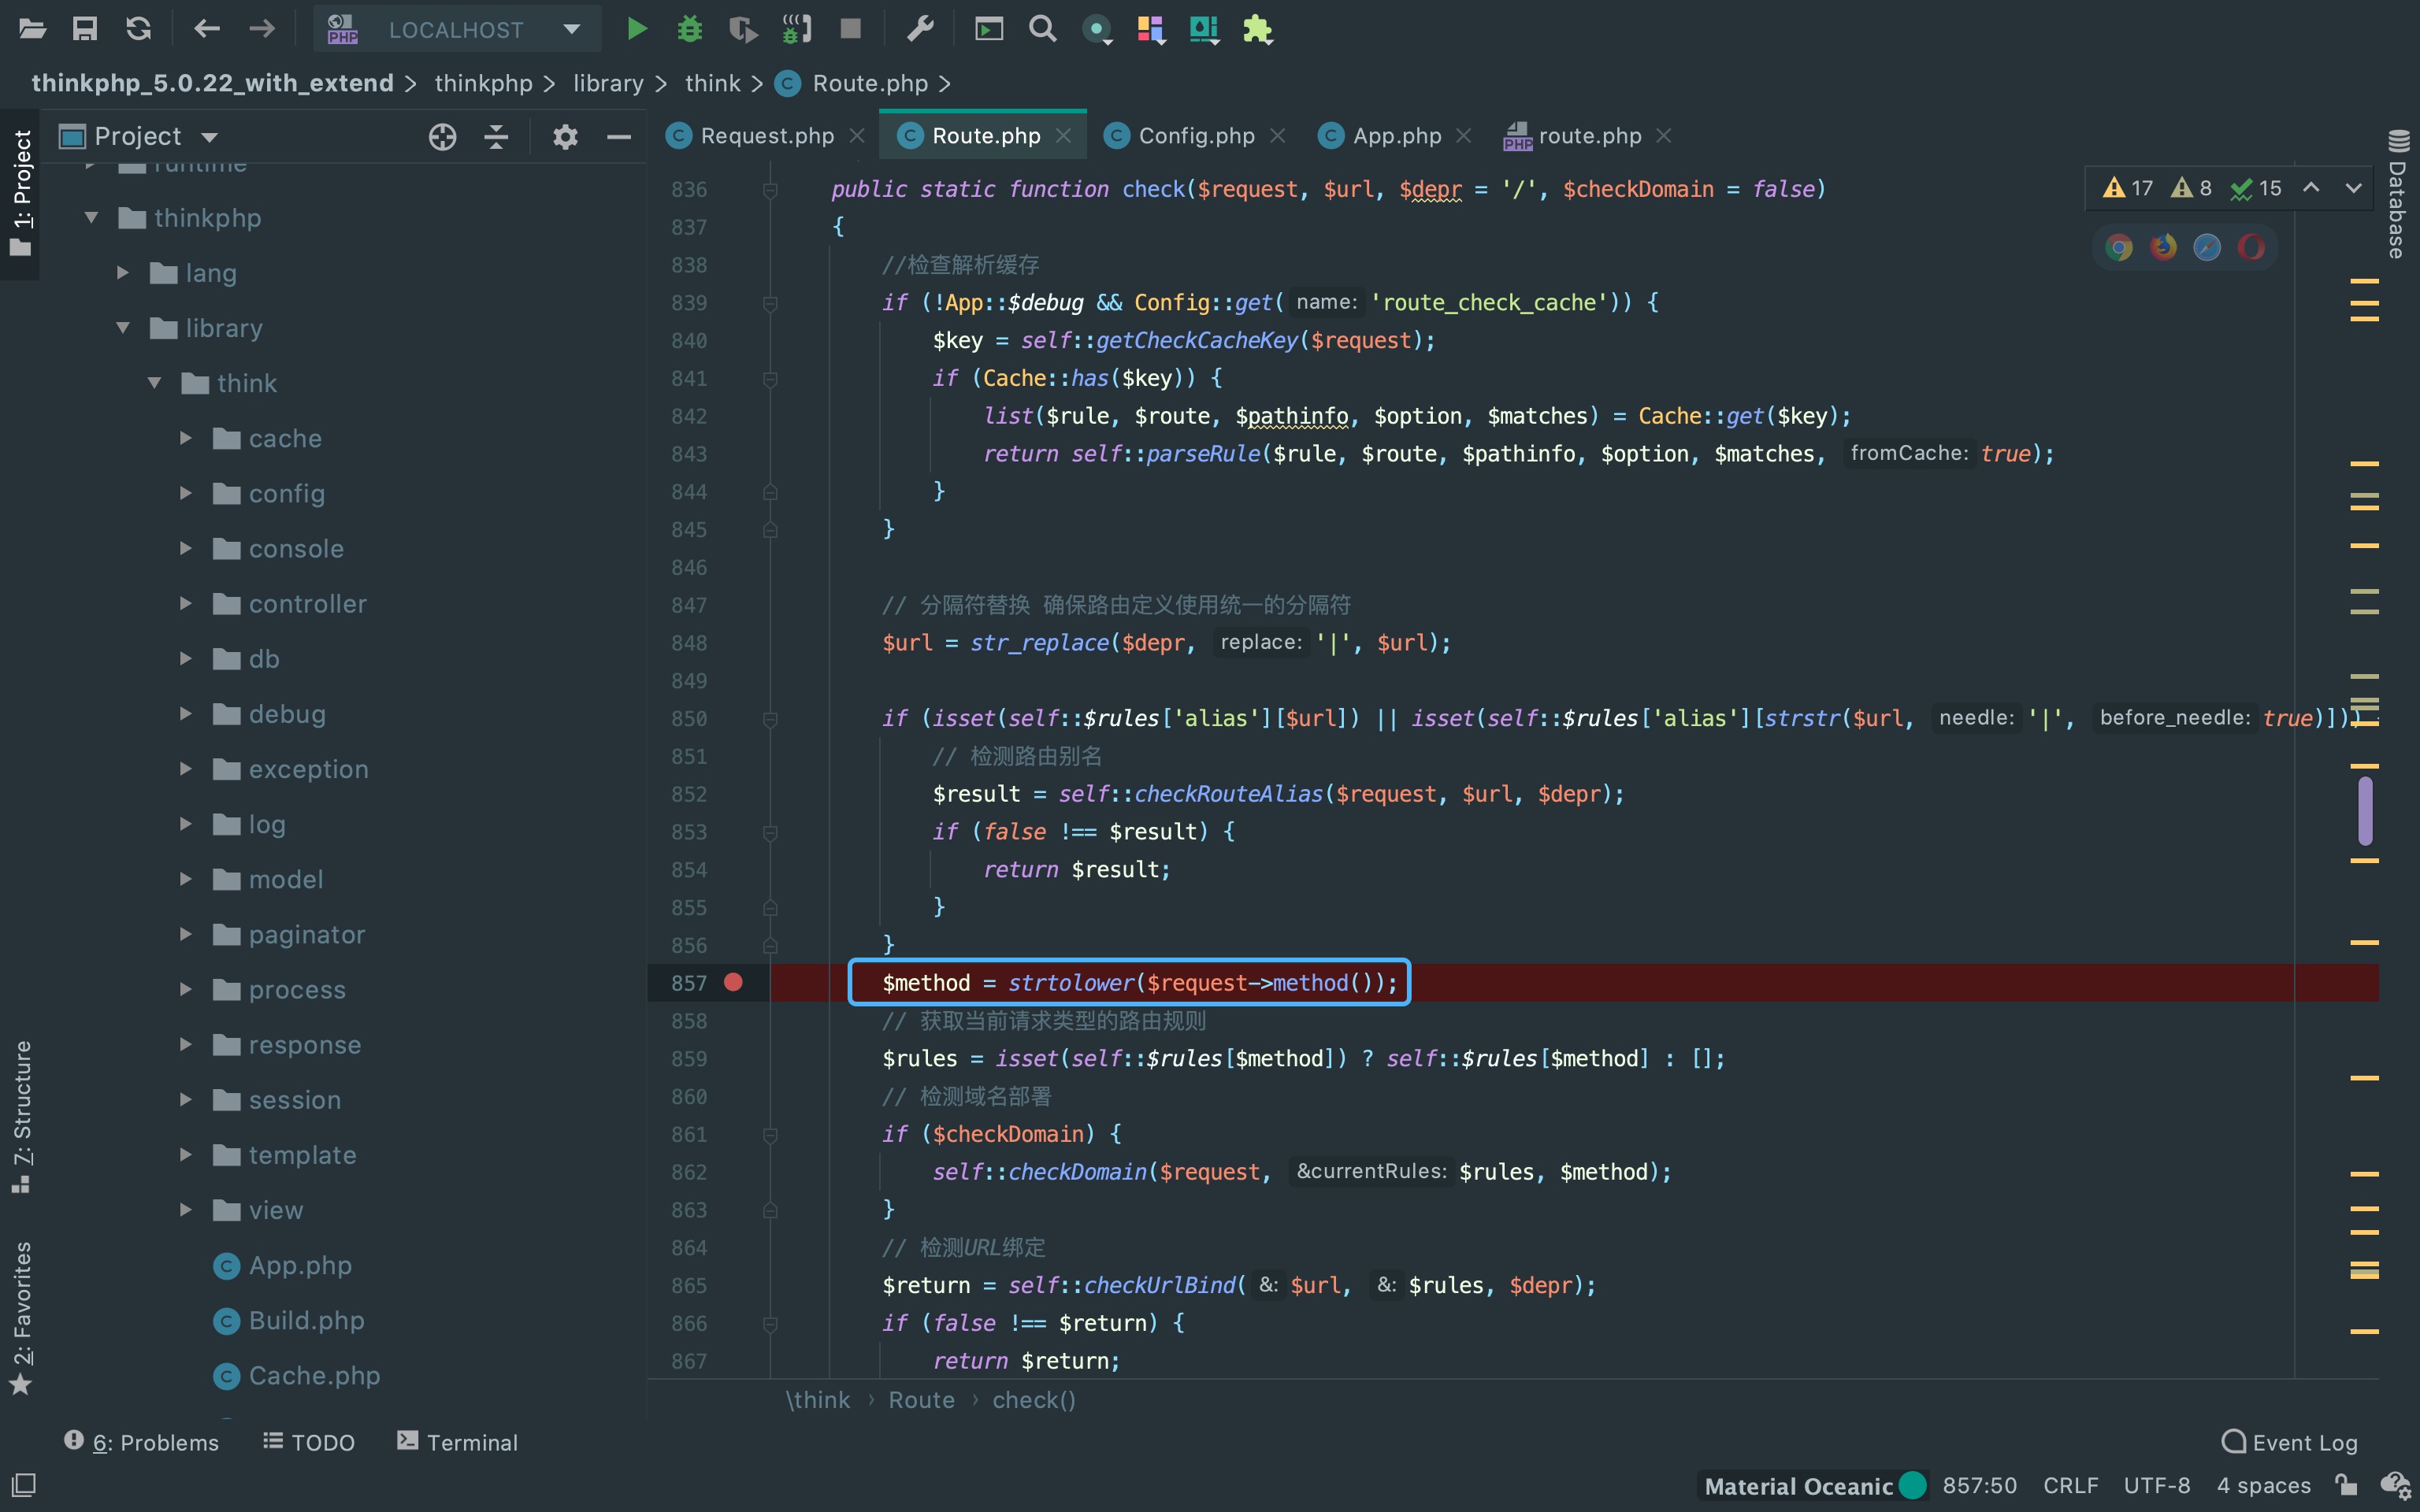 LOCALHOST
thinkphp_5.0.22_with_extend > thinkphp > library > think > Route.php >
1: Project
Project
runtime
thinkphp
lang
library
think
cache
config
console
controller
db
debug
exception
log
model
paginator
process
response
session
template
view
App.php
Build.php
Cache.php
7: Structure
2: Favorites
Request.php Route.php Config.php App.php route.php
17 8 15
Database
836 public static function check($request, $url, $depr = '/', $checkDomain = false)
837 {
838 //检查解析缓存
839 if (!App::$debug && Config::get( name: 'route_check_cache')) {
840 $key = self::getCheckCacheKey($request);
841 if (Cache::has($key)) {
842 list($rule, $route, $pathinfo, $option, $matches) = Cache::get($key);
843 return self::parseRule($rule, $route, $pathinfo, $option, $matches, fromCache: true);
844 }
845 }
846
847 // 分隔符替换 确保路由定义使用统一的分隔符
848 $url = str_replace($depr, replace: '|', $url);
849
850 if (isset(self::$rules['alias'][$url]) || isset(self::$rules['alias'][strstr($url, needle: '|', before_needle: true)]))
851 // 检测路由别名
852 $result = self::checkRouteAlias($request, $url, $depr);
853 if (false !== $result) {
854 return $result;
855 }
856 }
857 $method = strtolower($request->method());
858 // 获取当前请求类型的路由规则
859 $rules = isset(self::$rules[$method]) ? self::$rules[$method] : [];
860 // 检测域名部署
861 if ($checkDomain) {
862 self::checkDomain($request, &currentRules: $rules, $method);
863 }
864 // 检测URL绑定
865 $return = self::checkUrlBind( &: $url, &: $rules, $depr);
866 if (false !== $return) {
867 return $return;
\think › Route › check()
6: Problems TODO Terminal
Event Log
Material Oceanic 857:50 CRLF UTF-8 4 spaces